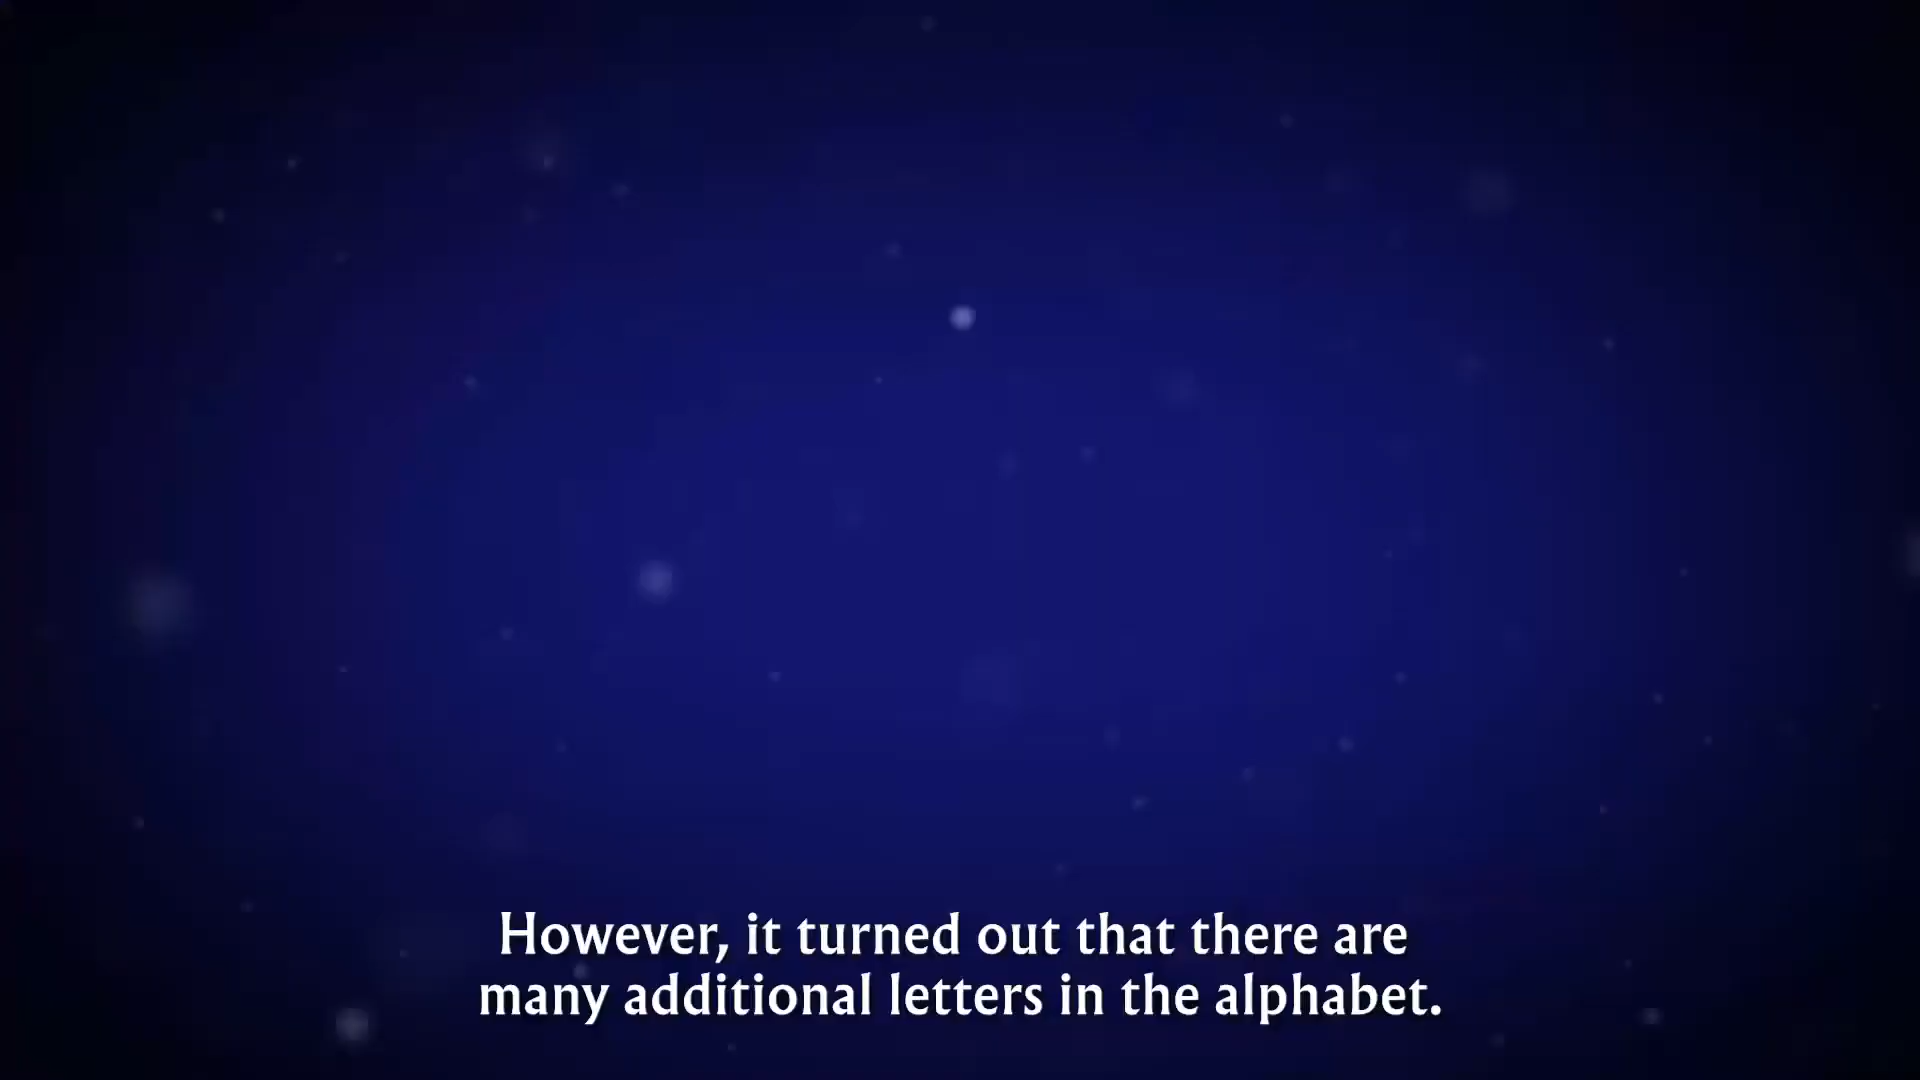 However, it turned out that there are
many additional letters in the alphabet.